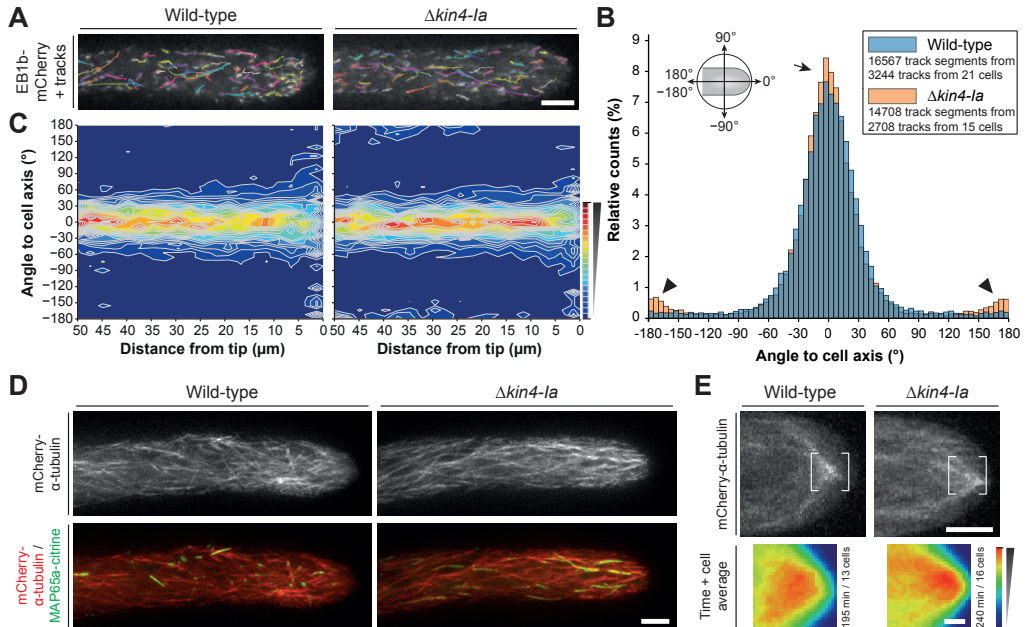 A
Wild-type
Δkin4-Ia
EB1b-
mCherry
+ tracks
B
Relative counts (%)
9
8
7
6
5
4
3
2
1
0
-180 -150 -120 -90 -60 -30 0 30 60 90 120 150 180
Angle to cell axis (°)
90°
180°
−180°
0°
−90°
Wild-type
16567 track segments from
3244 tracks from 21 cells
Δkin4-Ia
14708 track segments from
2708 tracks from 15 cells
C
Angle to cell axis (°)
180
150
120
90
60
30
0
−30
−60
−90
−120
−150
−180
50 45 40 35 30 25 20 15 10 5 0
Distance from tip (µm)
50 45 40 35 30 25 20 15 10 5 0
Distance from tip (µm)
D
Wild-type
Δkin4-Ia
mCherry-
α-tubulin
mCherry-
α-tubulin /
MAP65a-citrine
E
Wild-type
Δkin4-Ia
mCherry-α-tubulin
Time + cell
average
195 min / 13 cells
240 min / 16 cells